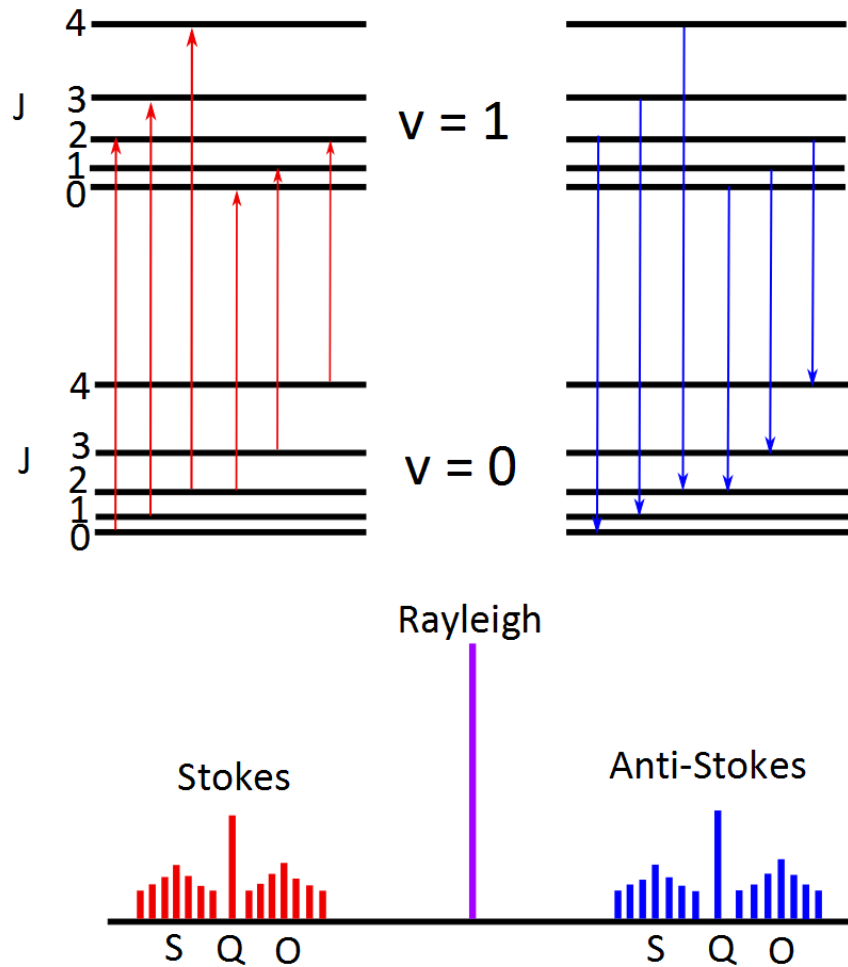 4
3
J
2
1
0
v = 1
4
3
J
2
1
0
v = 0
Rayleigh
Stokes
Anti-Stokes
S Q O
S Q O